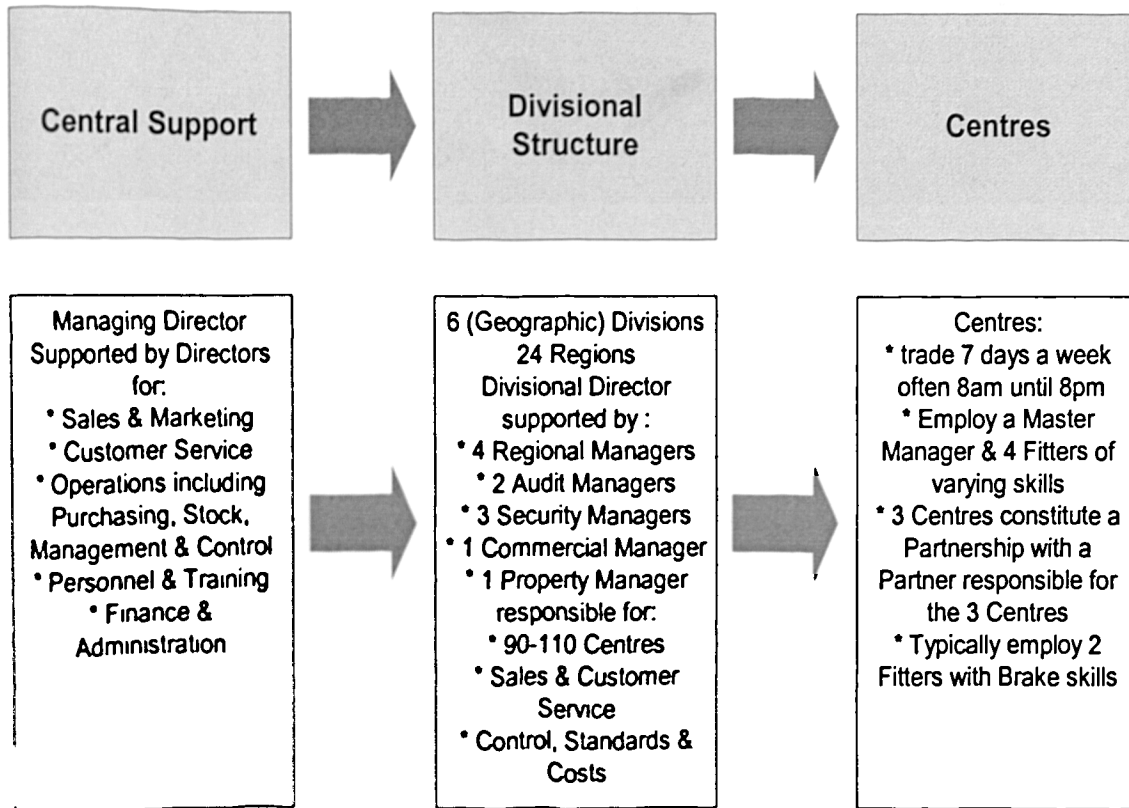 Central Support
Divisional
Structure
Centres
Managing Director
Supported by Directors
for:
* Sales & Marketing
* Customer Service
* Operations including
Purchasing, Stock,
Management & Control
* Personnel & Training
* Finance &
Administration
6 (Geographic) Divisions
24 Regions
Divisional Director
supported by :
* 4 Regional Managers
* 2 Audit Managers
* 3 Security Managers
* 1 Commercial Manager
* 1 Property Manager
responsible for:
* 90-110 Centres
* Sales & Customer
Service
* Control, Standards &
Costs
Centres:
* trade 7 days a week
often 8am until 8pm
* Employ a Master
Manager & 4 Fitters of
varying skills
* 3 Centres constitute a
Partnership with a
Partner responsible for
the 3 Centres
* Typically employ 2
Fitters with Brake skills